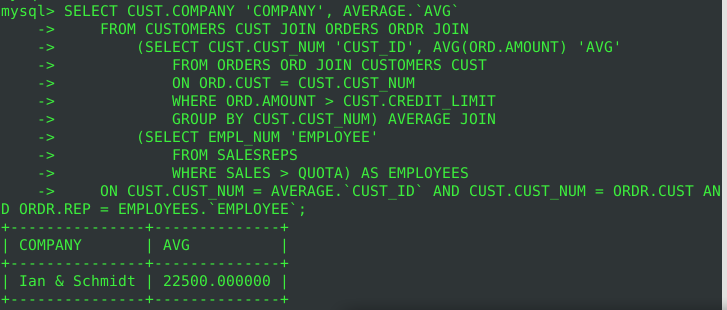 mysql> SELECT CUST.COMPANY 'COMPANY', AVERAGE.`AVG`
    ->     FROM CUSTOMERS CUST JOIN ORDERS ORDR JOIN
    ->         (SELECT CUST.CUST_NUM 'CUST_ID', AVG(ORD.AMOUNT) 'AVG'
    ->             FROM ORDERS ORD JOIN CUSTOMERS CUST
    ->             ON ORD.CUST = CUST.CUST_NUM
    ->             WHERE ORD.AMOUNT > CUST.CREDIT_LIMIT
    ->             GROUP BY CUST.CUST_NUM) AVERAGE JOIN
    ->         (SELECT EMPL_NUM 'EMPLOYEE'
    ->             FROM SALESREPS
    ->             WHERE SALES > QUOTA) AS EMPLOYEES
    ->     ON CUST.CUST_NUM = AVERAGE.`CUST_ID` AND CUST.CUST_NUM = ORDR.CUST AN
D ORDR.REP = EMPLOYEES.`EMPLOYEE`;
+---------------+--------------+
| COMPANY       | AVG          |
+---------------+--------------+
| Ian & Schmidt | 22500.000000 |
+---------------+--------------+